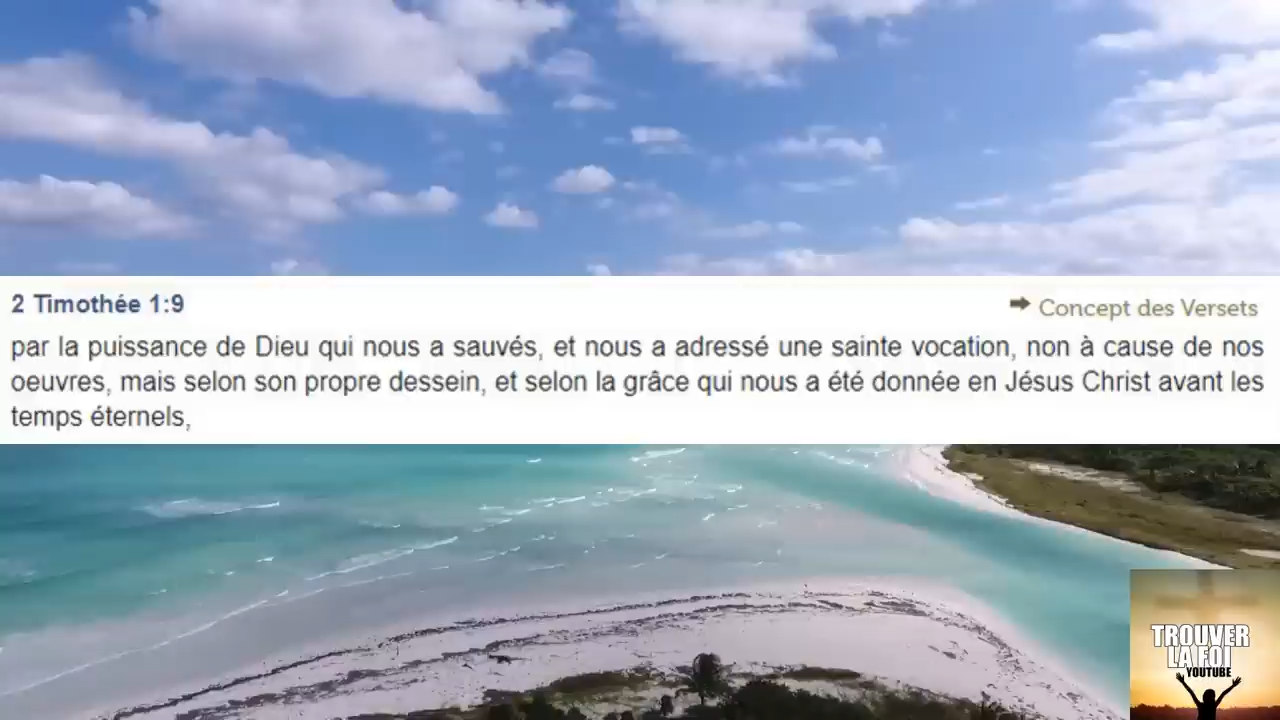 2 Timothée 1:9
Concept des Versets
par la puissance de Dieu qui nous a sauvés, et nous a adressé une sainte vocation, non à cause de nos
oeuvres, mais selon son propre dessein, et selon la grâce qui nous a été donnée en Jésus Christ avant les
temps éternels,
TROUVER
LA FOI
YOUTUBE